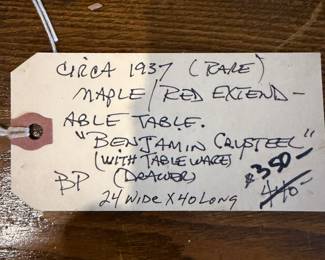 CIRCA 1937 (RARE)
MAPLE/RED EXTEND-
ABLE TABLE.
"BENJAMIN CRYSTEEL"
(WITH TABLEWARE)
BP (DRAWER) $350-
24 WIDE X 40 LONG 440-